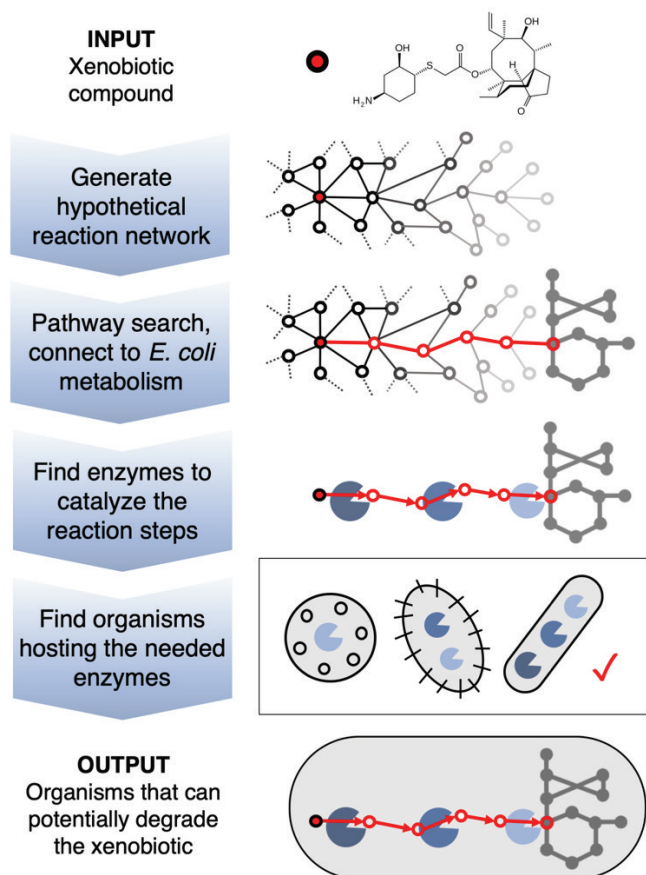 INPUT
Xenobiotic
compound
OH
S
O
O
H₂N
OH
H
O
Generate
hypothetical
reaction network
Pathway search,
connect to E. coli
metabolism
Find enzymes to
catalyze the
reaction steps
Find organisms
hosting the needed
enzymes
OUTPUT
Organisms that can
potentially degrade
the xenobiotic